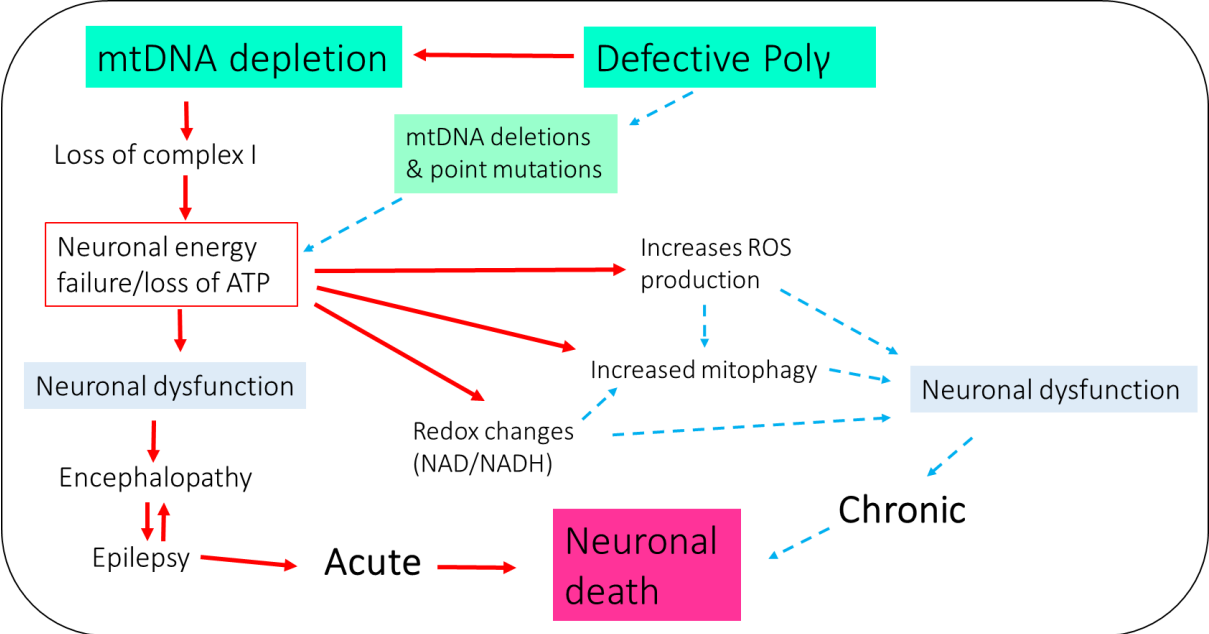 mtDNA depletion
Defective Polγ
mtDNA deletions
& point mutations
Loss of complex I
Neuronal energy
failure/loss of ATP
Increases ROS
production
Increased mitophagy
Neuronal dysfunction
Neuronal dysfunction
Redox changes
(NAD/NADH)
Encephalopathy
Chronic
Epilepsy
Acute
Neuronal
death